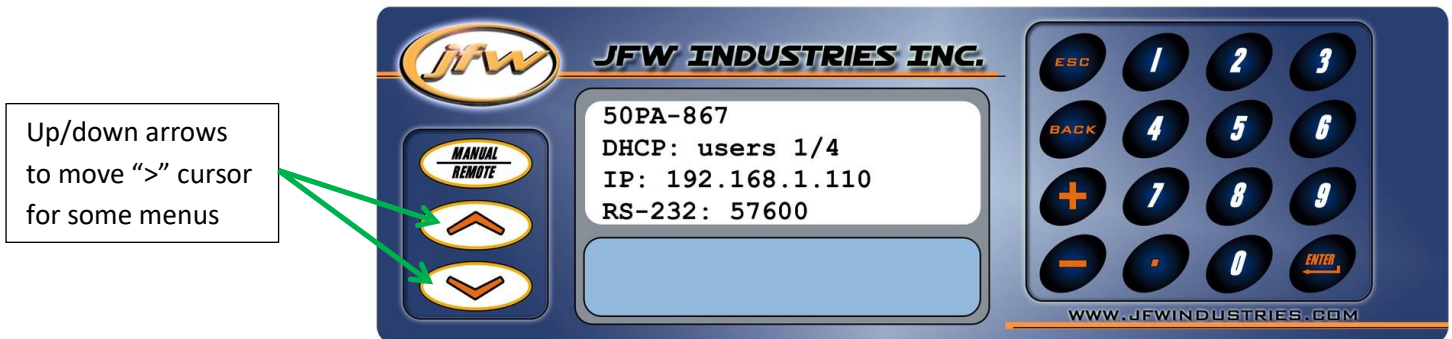 Up/down arrows
to move “>” cursor
for some menus
jfw
JFW INDUSTRIES INC.
MANUAL
REMOTE
50PA-867
DHCP: users 1/4
IP: 192.168.1.110
RS-232: 57600
ESC 1 2 3
BACK 4 5 6
+ 7 8 9
- . 0 ENTER
WWW.JFWINDUSTRIES.COM